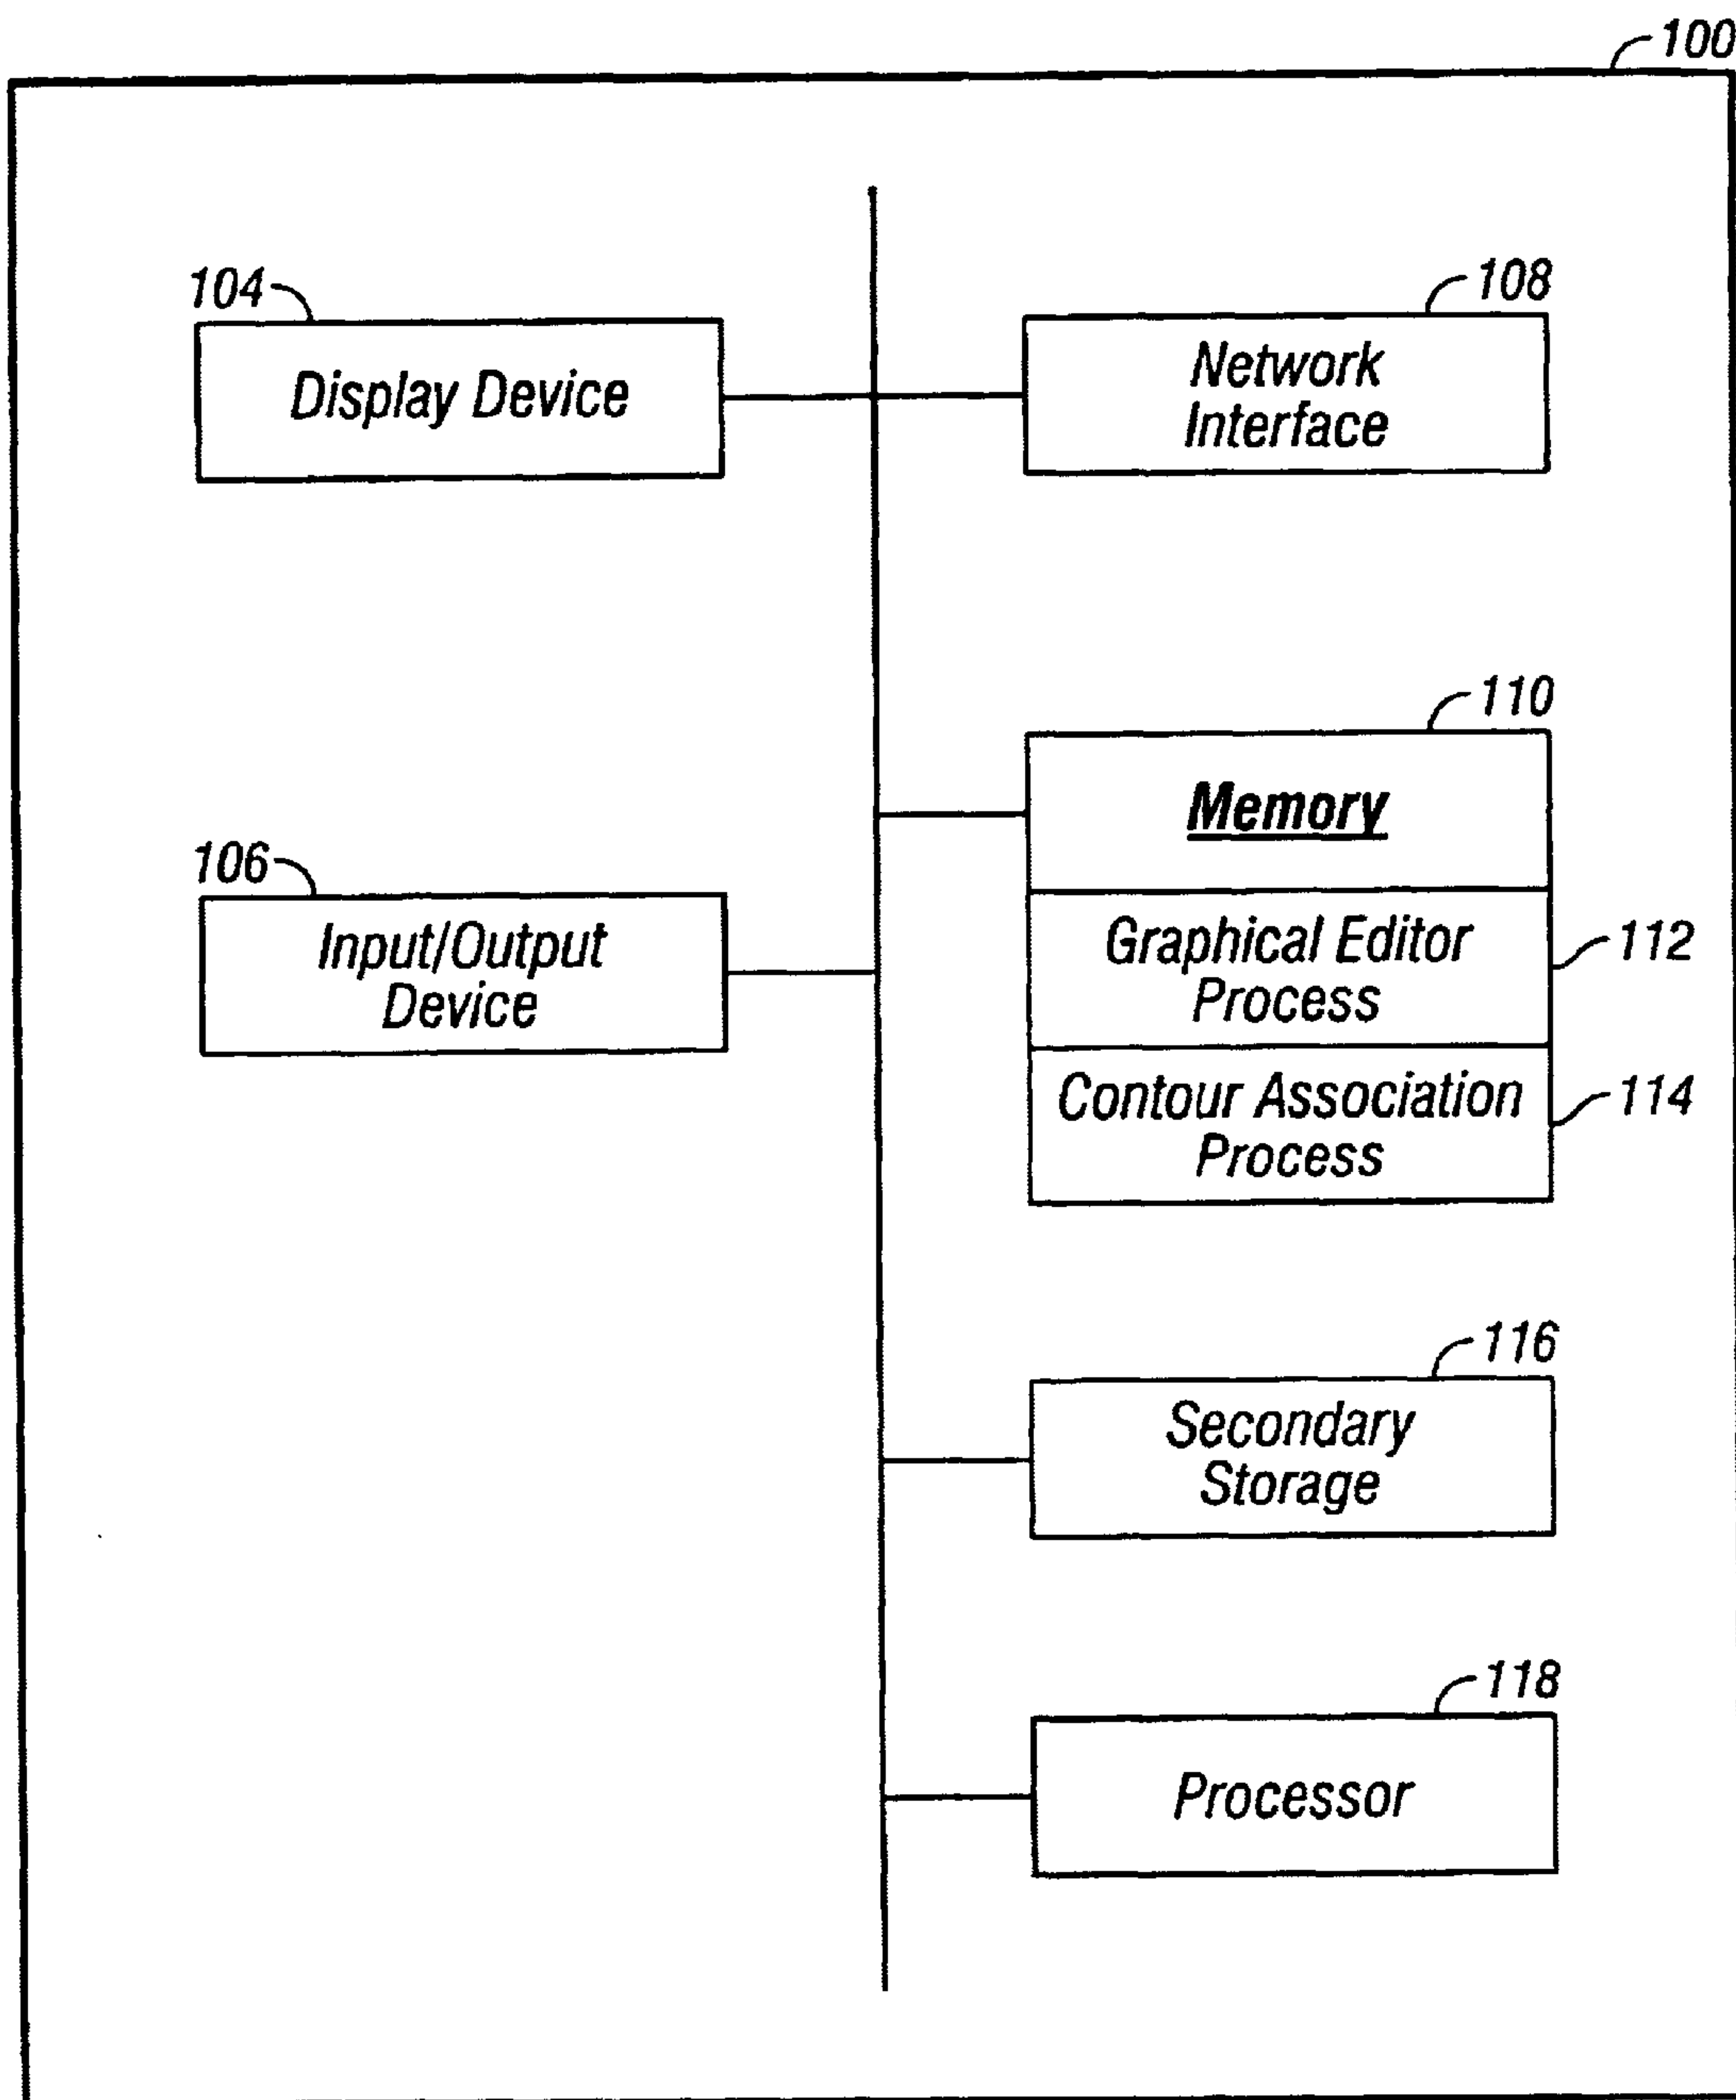 100
104
Display Device
108
Network
Interface
110
Memory
106
Input/Output
Device
Graphical Editor
Process
112
Contour Association
Process
114
116
Secondary
Storage
118
Processor